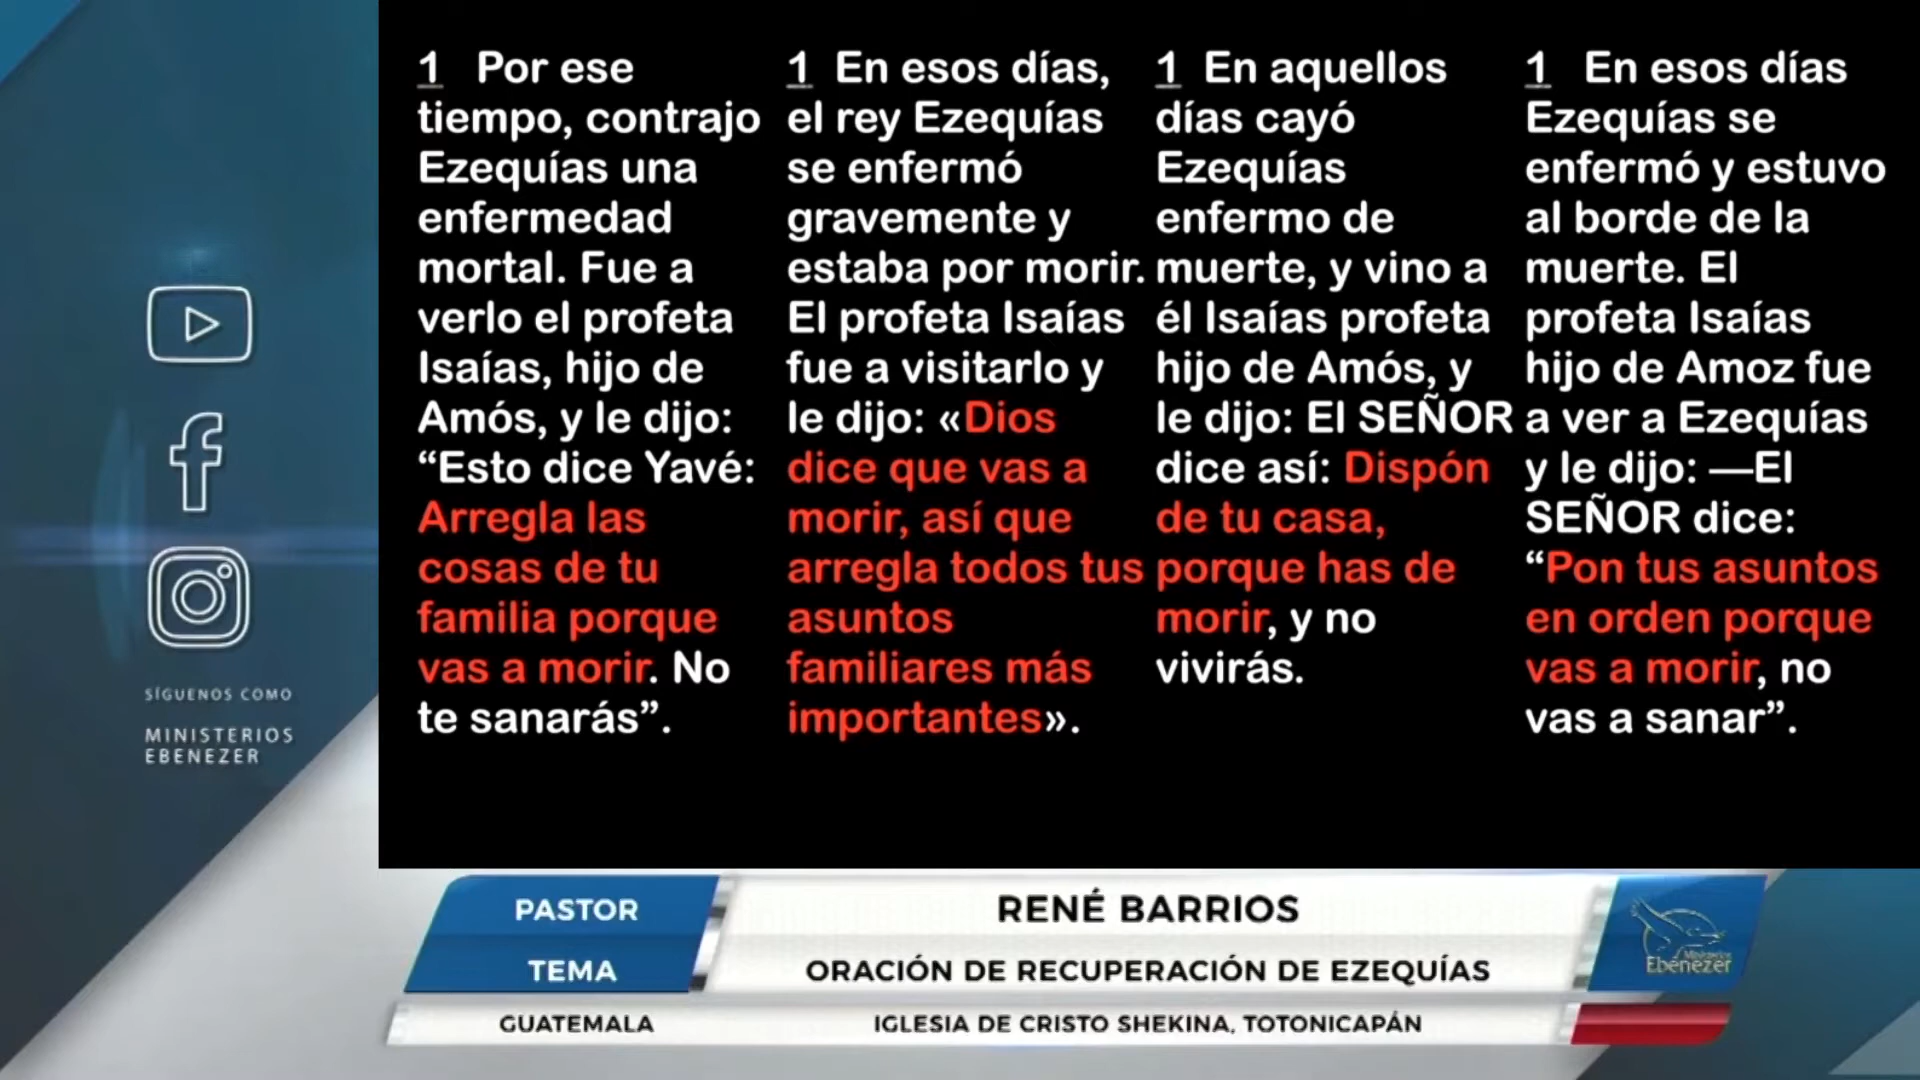 1 Por ese
tiempo, contrajo
Ezequías una
enfermedad
mortal. Fue a
verlo el profeta
Isaías, hijo de
Amós, y le dijo:
“Esto dice Yavé:
Arregla las
cosas de tu
familia porque
vas a morir. No
te sanarás”.
1 En esos días,
el rey Ezequías
se enfermó
gravemente y
estaba por morir.
El profeta Isaías
fue a visitarlo y
le dijo: «Dios
dice que vas a
morir, así que
arregla todos tus
asuntos
familiares más
importantes».
1 En aquellos
días cayó
Ezequías
enfermo de
muerte, y vino a
él Isaías profeta
hijo de Amós, y
le dijo: El SEÑOR
dice así: Dispón
de tu casa,
porque has de
morir, y no
vivirás.
1 En esos días
Ezequías se
enfermó y estuvo
al borde de la
muerte. El
profeta Isaías
hijo de Amoz fue
a ver a Ezequías
y le dijo: —El
SEÑOR dice:
“Pon tus asuntos
en orden porque
vas a morir, no
vas a sanar”.
SÍGUENOS COMO
MINISTERIOS
EBENEZER
PASTOR
RENÉ BARRIOS
TEMA
ORACIÓN DE RECUPERACIÓN DE EZEQUÍAS
Ministerios
Ebenezer
GUATEMALA
IGLESIA DE CRISTO SHEKINA, TOTONICAPÁN